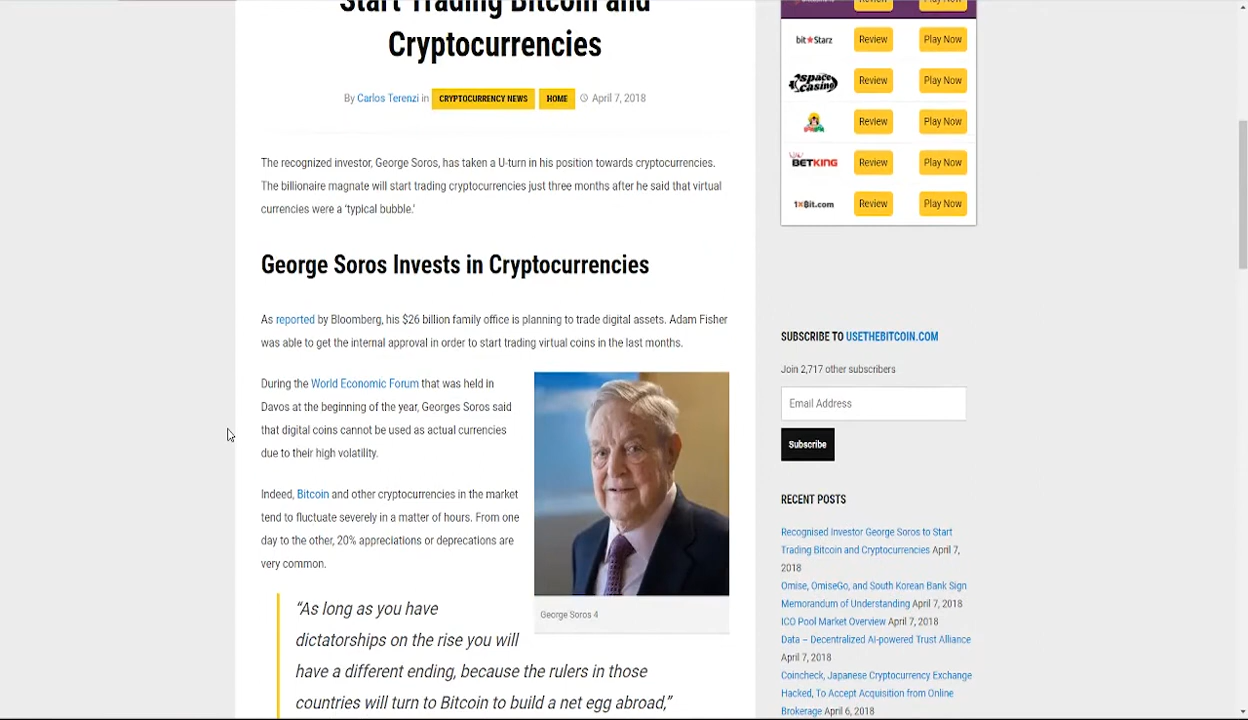 Start Trading Bitcoin and
Cryptocurrencies
By Carlos Terenzi in CRYPTOCURRENCY NEWS HOME April 7, 2018
The recognized investor, George Soros, has taken a U-turn in his position towards cryptocurrencies.
The billionaire magnate will start trading cryptocurrencies just three months after he said that virtual
currencies were a 'typical bubble.'
George Soros Invests in Cryptocurrencies
As reported by Bloomberg, his $26 billion family office is planning to trade digital assets. Adam Fisher
was able to get the internal approval in order to start trading virtual coins in the last months.
During the World Economic Forum that was held in
Davos at the beginning of the year, Georges Soros said
that digital coins cannot be used as actual currencies
due to their high volatility.
Indeed, Bitcoin and other cryptocurrencies in the market
tend to fluctuate severely in a matter of hours. From one
day to the other, 20% appreciations or deprecations are
very common.
George Soros 4
“As long as you have
dictatorships on the rise you will
have a different ending, because the rulers in those
countries will turn to Bitcoin to build a net egg abroad,”
Review Play Now
bitStarz Review Play Now
space casino Review Play Now
Review Play Now
BETKING Review Play Now
1xBit.com Review Play Now
SUBSCRIBE TO USETHEBITCOIN.COM
Join 2,717 other subscribers
Email Address
Subscribe
RECENT POSTS
Recognised Investor George Soros to Start
Trading Bitcoin and Cryptocurrencies April 7,
2018
Omise, OmiseGo, and South Korean Bank Sign
Memorandum of Understanding April 7, 2018
ICO Pool Market Overview April 7, 2018
Data – Decentralized AI-powered Trust Alliance
April 7, 2018
Coincheck, Japanese Cryptocurrency Exchange
Hacked, To Accept Acquisition from Online
Brokerage April 6, 2018